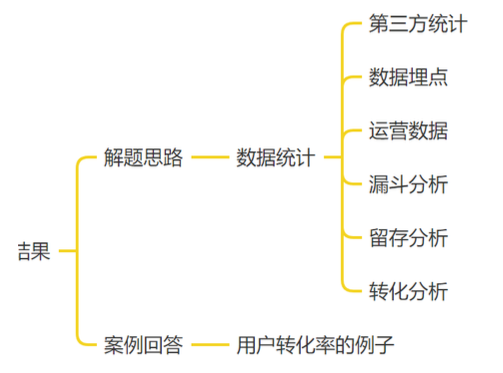 第三方统计
数据埋点
运营数据
解题思路
数据统计
漏斗分析
留存分析
果
转化分析
案例回答
用户转化率的例子